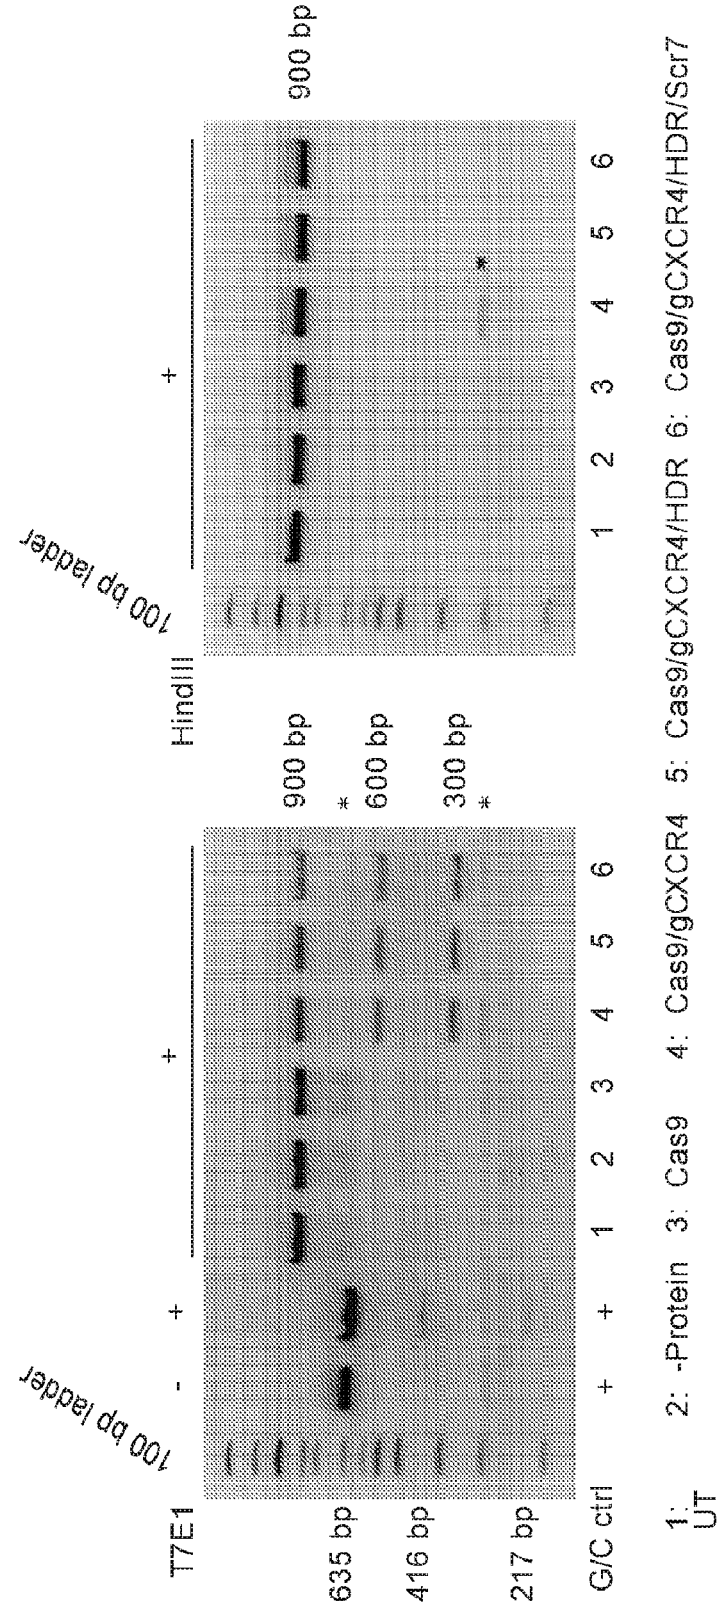 100 bp ladder
T7E1 - + +
635 bp
416 bp
217 bp
900 bp
*
600 bp
300 bp
*
G/C ctrl + + 1 2 3 4 5 6
100 bp ladder
HindIII +
900 bp
*
1 2 3 4 5 6
1: UT 2: -Protein 3: Cas9 4: Cas9/gCXCR4 5: Cas9/gCXCR4/HDR 6: Cas9/gCXCR4/HDR/Scr7